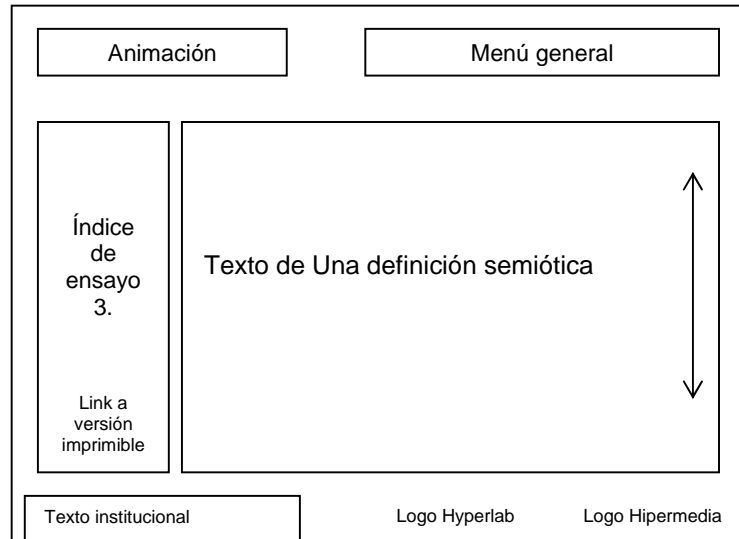 Animación
Menú general
Índice
de
ensayo
3.
Link a
versión
imprimible
Texto de Una definición semiótica
Texto institucional
Logo Hyperlab
Logo Hipermedia